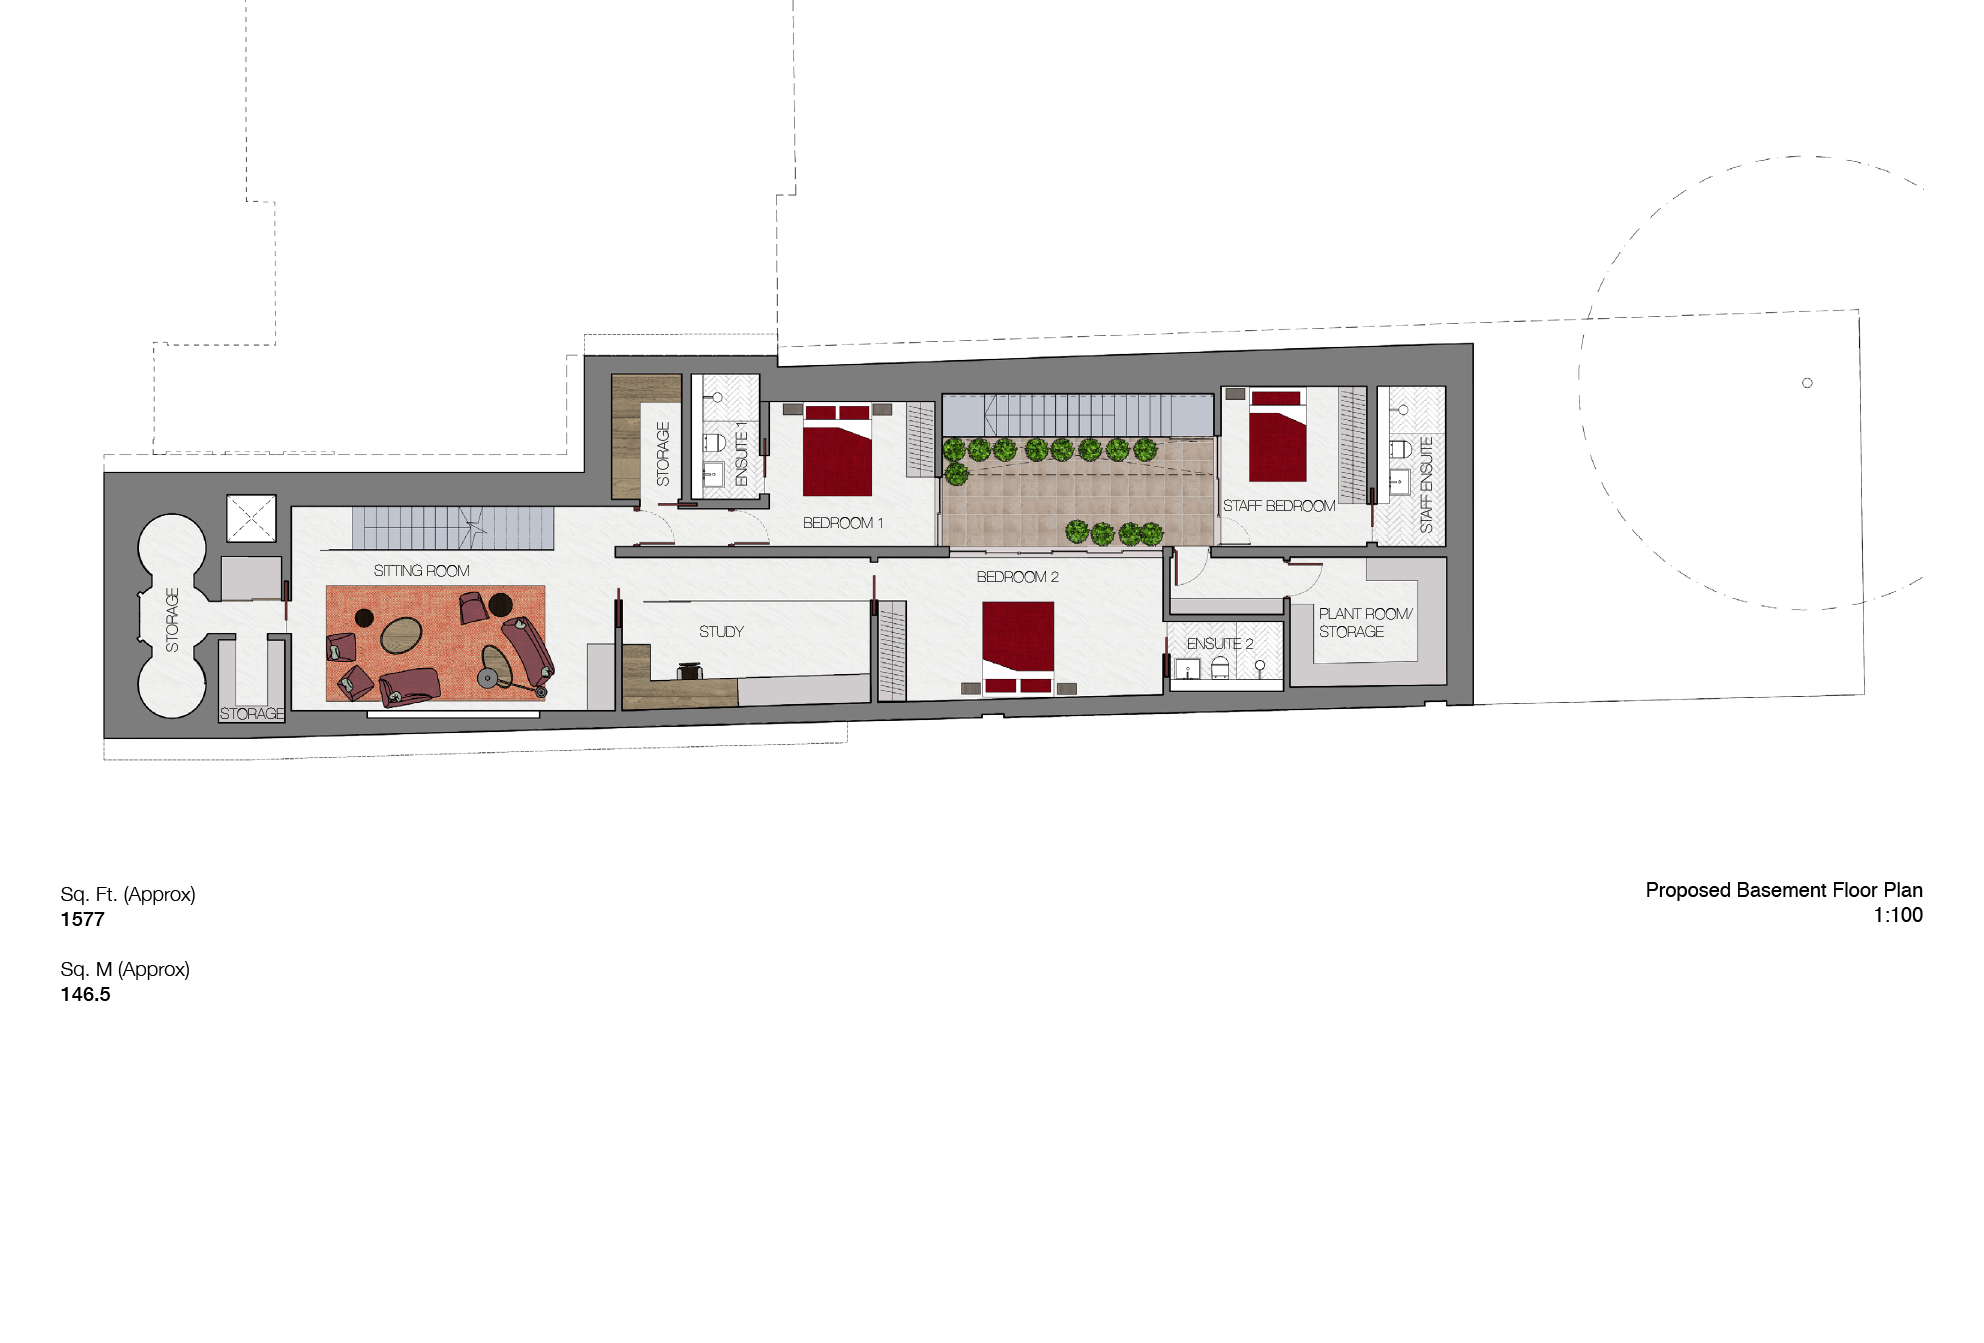 STORAGE
ENSUITE 1
BEDROOM 1
STAFF BEDROOM
STAFF ENSUITE
SITTING ROOM
BEDROOM 2
STORAGE
STUDY
ENSUITE 2
PLANT ROOM/
STORAGE
STORAGE
Sq. Ft. (Approx)
1577
Sq. M (Approx)
146.5
Proposed Basement Floor Plan
1:100